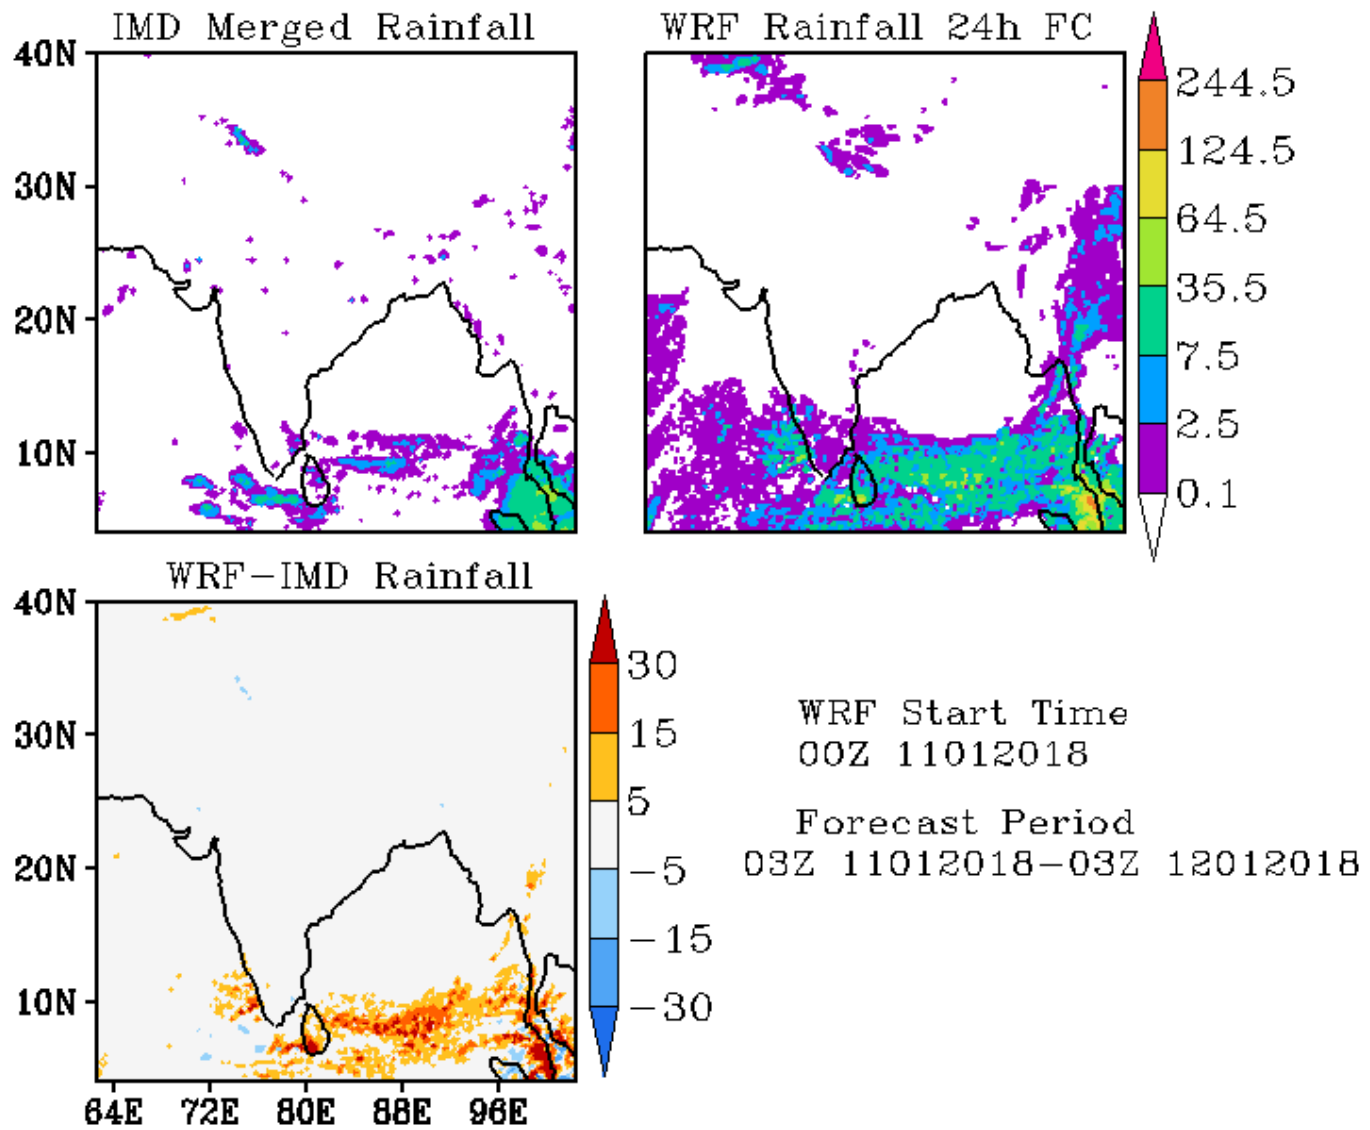 IMD Merged Rainfall
WRF Rainfall 24h FC
40N
30N
20N
10N
244.5
124.5
64.5
35.5
7.5
2.5
0.1
WRF-IMD Rainfall
40N
30N
20N
10N
64E 72E 80E 88E 96E
30
15
5
-5
-15
-30
WRF Start Time
00Z 11012018
Forecast Period
03Z 11012018-03Z 12012018